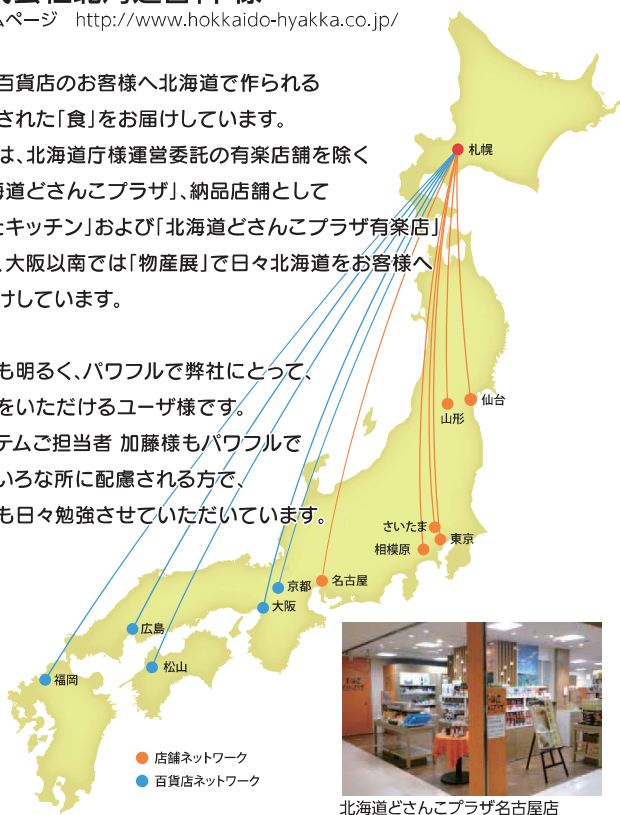 ムページ http://www.hokkaido-hyakka.co.jp/
百貨店のお客様へ北海道で作られる
された「食」をお届けしています。
は、北海道庁様運営委託の有楽店舗を除く
海道どさんこプラザ」、納品店舗として
たキッチン」および「北海道どさんこプラザ有楽店」
、大阪以南では「物産展」で日々北海道をお客様へ
けしています。
も明るく、パワフルで弊社にとって、
をいただけるユーザ様です。
テムご担当者 加藤様もパワフルで
いろな所に配慮される方で、
も日々勉強させていただいています。
札幌
仙台
山形
さいたま
東京
相模原
名古屋
京都
大阪
広島
松山
福岡
店舗ネットワーク
百貨店ネットワーク
北海道どさんこプラザ名古屋店